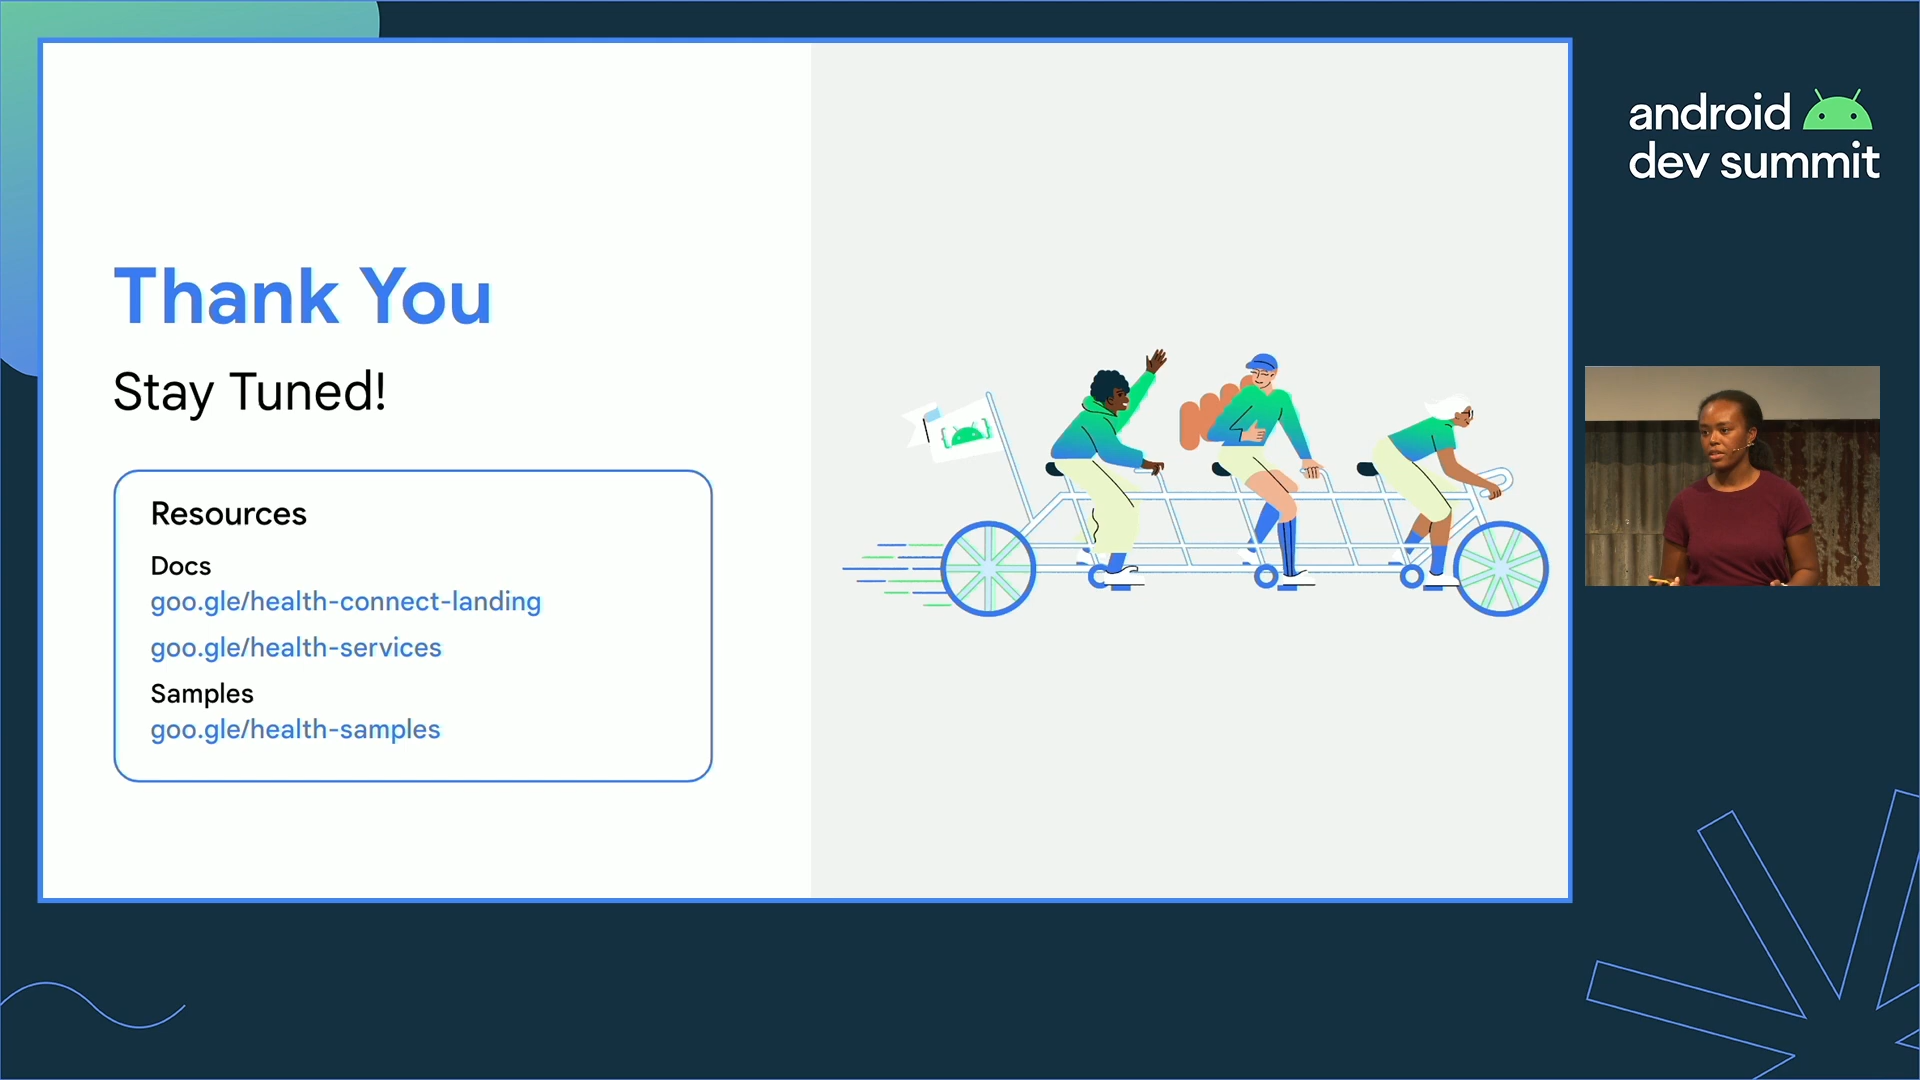 Thank You
Stay Tuned!
Resources
Docs
goo.gle/health-connect-landing
goo.gle/health-services
Samples
goo.gle/health-samples
android
dev summit